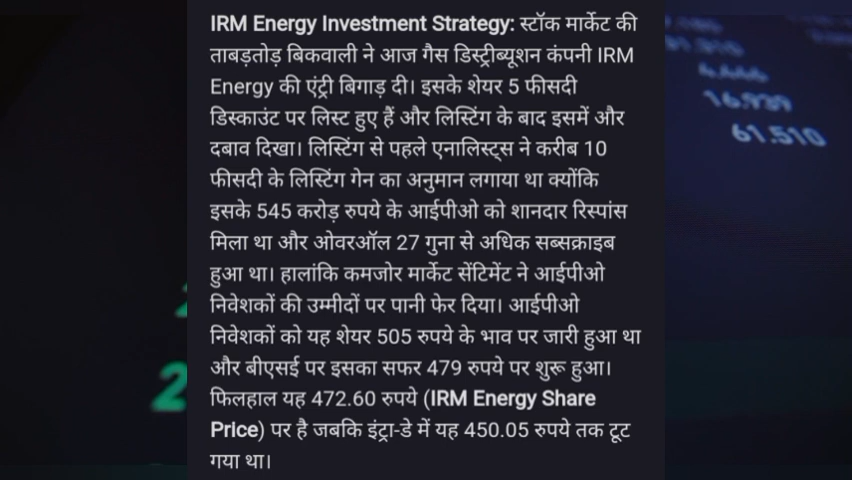 IRM Energy Investment Strategy: स्टॉक मार्केट की
ताबड़तोड़ बिकवाली ने आज गैस डिस्ट्रीब्यूशन कंपनी IRM
Energy की एंट्री बिगाड़ दी। इसके शेयर 5 फीसदी
डिस्काउंट पर लिस्ट हुए हैं और लिस्टिंग के बाद इसमें और
दबाव दिखा। लिस्टिंग से पहले एनालिस्ट्स ने करीब 10
फीसदी के लिस्टिंग गेन का अनुमान लगाया था क्योंकि
इसके 545 करोड़ रुपये के आईपीओ को शानदार रिस्पांस
मिला था और ओवरऑल 27 गुना से अधिक सब्सक्राइब
हुआ था। हालांकि कमजोर मार्केट सेंटिमेंट ने आईपीओ
निवेशकों की उम्मीदों पर पानी फेर दिया। आईपीओ
निवेशकों को यह शेयर 505 रुपये के भाव पर जारी हुआ था
और बीएसई पर इसका सफर 479 रुपये पर शुरू हुआ।
फिलहाल यह 472.60 रुपये (IRM Energy Share
Price) पर है जबकि इंट्रा-डे में यह 450.05 रुपये तक टूट
गया था।
16.939
61.510